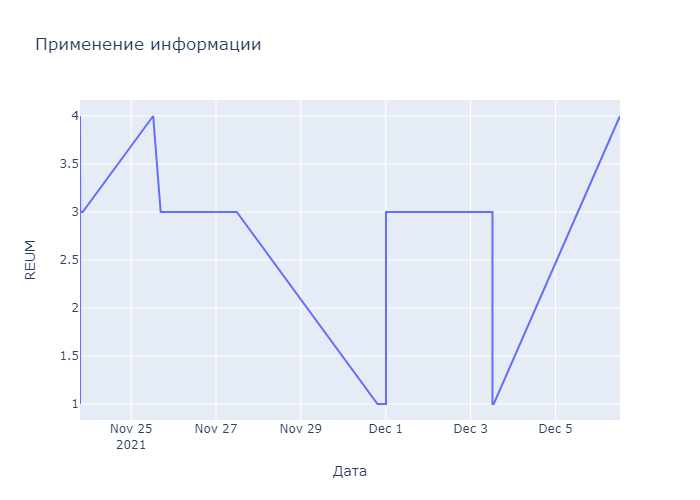 Применение информации
4
3.5
3
2.5
2
1.5
1
REUM
Nov 25
2021
Nov 27
Nov 29
Dec 1
Dec 3
Dec 5
Дата